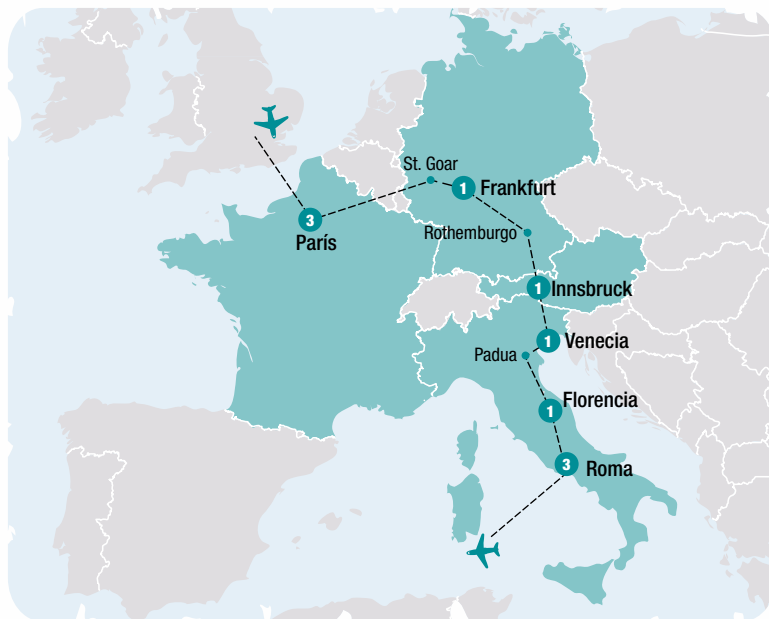 St. Goar
1 Frankfurt
3
París
Rothemburgo
1 Innsbruck
1 Venecia
Padua
1 Florencia
3 Roma